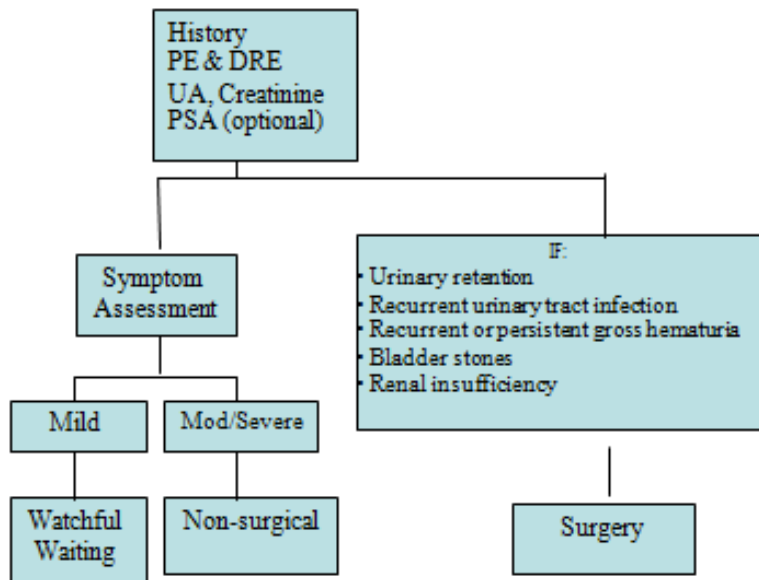 History
PE & DRE
UA, Creatinine
PSA (optional)
Symptom
Assessment
IF:
• Urinary retention
• Recurrent urinary tract infection
• Recurrent or persistent gross hematuria
• Bladder stones
• Renal insufficiency
Mild
Mod/Severe
Watchful
Waiting
Non-surgical
Surgery